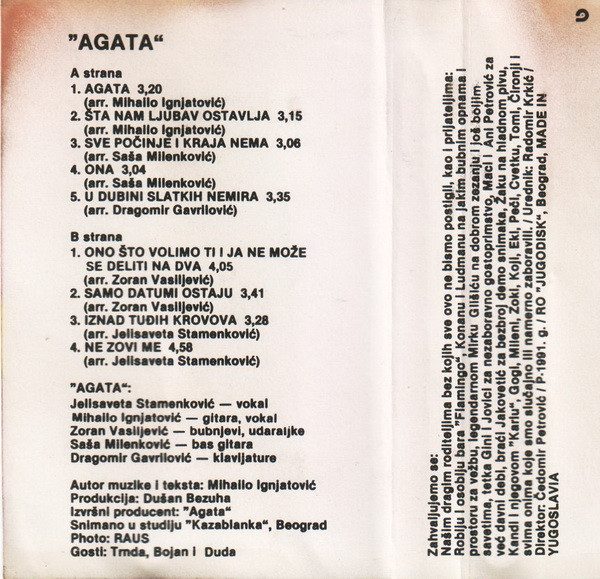 "AGATA"
A strana
1. AGATA 3,20
(arr. Mihailo Ignjatović)
2. ŠTA NAM LJUBAV OSTAVLJA 3,15
(arr. Mihailo Ignjatović)
3. SVE POČINJE I KRAJA NEMA 3,06
(arr. Saša Milenković)
4. ONA 3,04
(arr. Saša Milenković)
5. U DUBINI SLATKIH NEMIRA 3,35
(arr. Dragomir Gavrilović)
B strana
1. ONO ŠTO VOLIMO TI I JA NE MOŽE
SE DELITI NA DVA 4,05
(arr. Zoran Vasiljević)
2. SAMO DATUMI OSTAJU 3,41
(arr. Zoran Vasiljević)
3. IZNAD TUĐIH KROVOVA 3,28
(arr. Jelisaveta Stamenković)
4. NE ZOVI ME 4,58
(arr. Jelisaveta Stamenković)
"AGATA":
Jelisaveta Stamenković — vokal
Mihailo Ignjatović — gitara, vokal
Zoran Vasiljević — bubnjevi, udaraljke
Saša Milenković — bas gitara
Dragomir Gavrilović — klavijature
Autor muzike i teksta: Mihailo Ignjatović
Produkcija: Dušan Bezuha
Izvršni producent: "Agata"
Snimano u studiju "Kazablanka", Beograd
Photo: RAUS
Gosti: Trnda, Bojan i Duda
Zahvaljujemo se:
Našim dragim roditeljima bez kojih sve ovo ne bismo postigli, kao i prijateljima:
Robiju i osoblju bara "Flamingo", Konanu i Ludmanu na jakim bubnim opnama i
prostoru za vežbu, legendarnom Mirku Glišiću na dobrom zezanju i još boljim
savetima, tetka Gini i Jovici za nezaboravno gostoprimstvo, Maci i Ani Petrović za
već davni debi, braći Jakovetić za bezbroj demo snimaka, Žaku na hladnom pivu,
Kandi i njegovom "Karlu", Gogi, Mileni, Zoki, Koji, Eki, Peći, Cvetku, Tomi, Čironji i
svima onima koje smo slučajno ili namerno zaboravili. / Urednik: Radomir Krkić /
Direktor: Čedomir Petrović / P-1991. g. / RO "JUGODISK", Beograd, MADE IN
YUGOSLAVIA